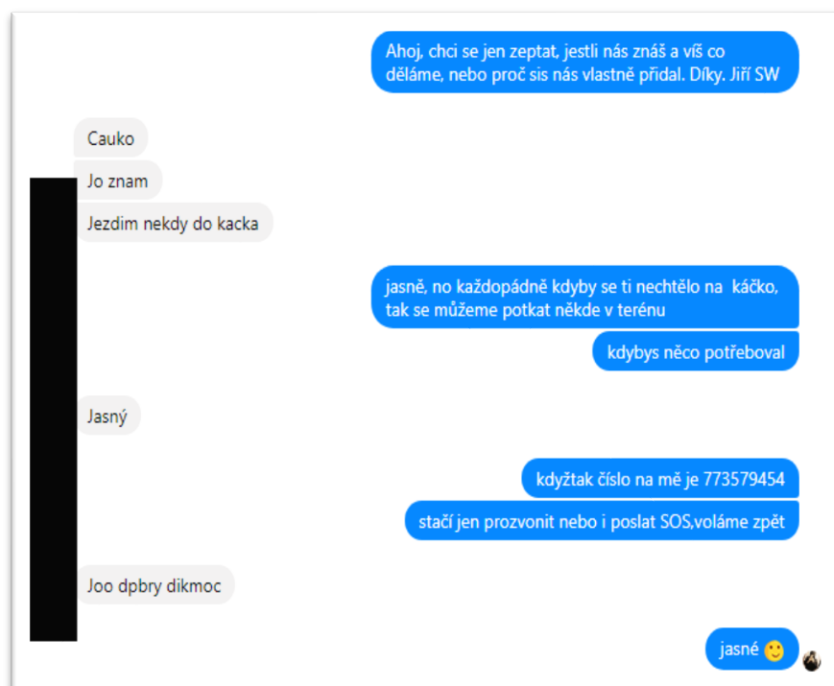 Ahoj, chci se jen zeptat, jestli nás znáš a víš co
děláme, nebo proč sis nás vlastně přidal. Díky. Jiří SW
Cauko
Jo znam
Jezdim nekdy do kacka
jasně, no každopádně kdyby se ti nechtělo na káčko,
tak se můžeme potkat někde v terénu
kdybys něco potřeboval
Jasný
kdyžtak číslo na mě je 773579454
stačí jen prozvonit nebo i poslat SOS,voláme zpět
Joo dpbry dikmoc
jasné 🙂